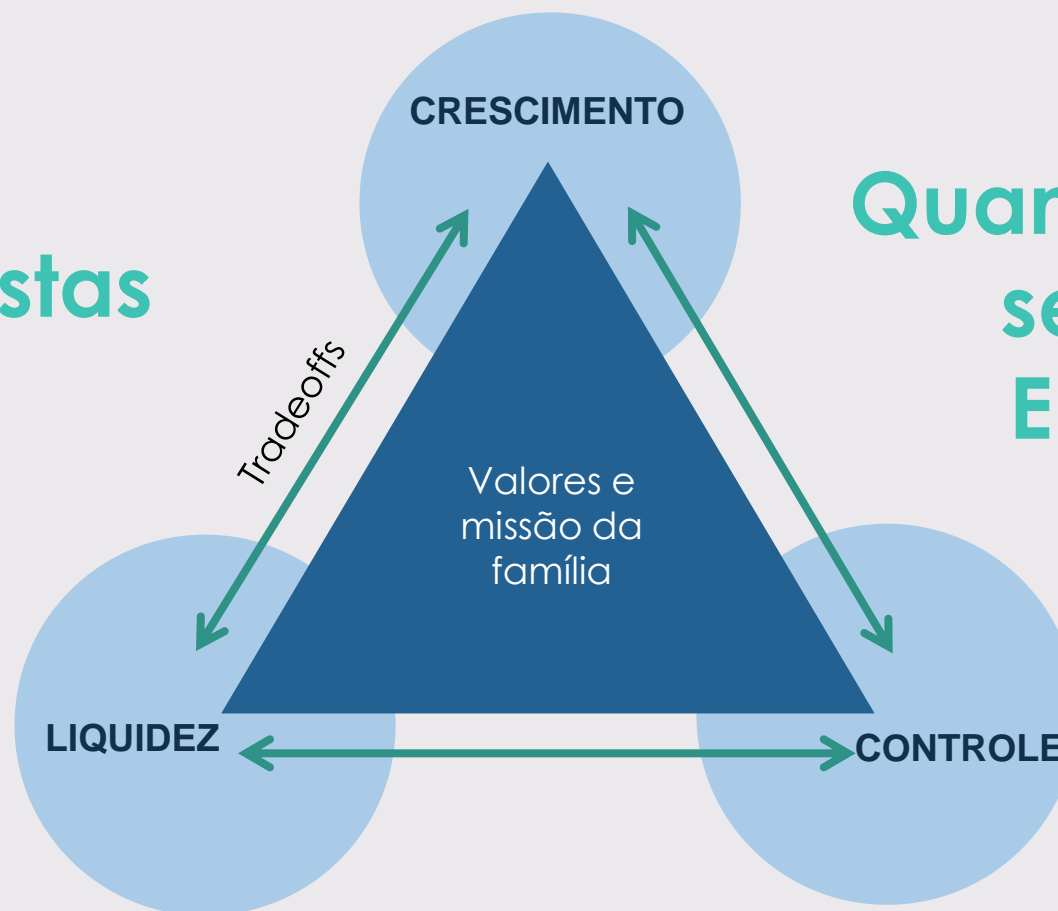 CRESCIMENTO
stas
Quar
se
E
Tradeoffs
Valores e
missão da
família
LIQUIDEZ
CONTROLE